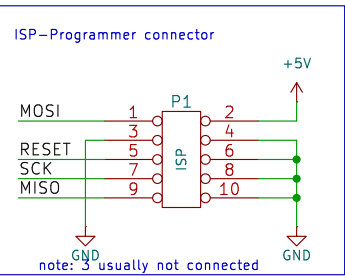 ISP-Programmer connector
+5V
P1
MOSI 1 2
3 4
RESET 5 6
SCK 7 8
MISO 9 10
ISP
GND GND
note: 3 usually not connected